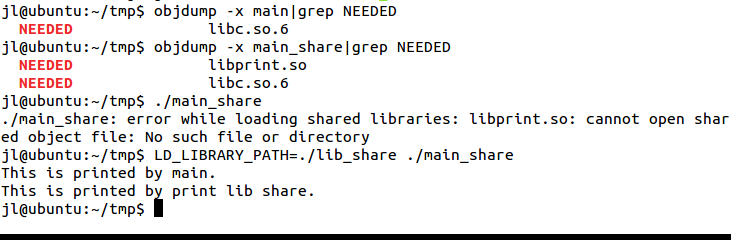 jl@ubuntu:~/tmp$ objdump -x main|grep NEEDED
NEEDED libc.so.6
jl@ubuntu:~/tmp$ objdump -x main_share|grep NEEDED
NEEDED libprint.so
NEEDED libc.so.6
jl@ubuntu:~/tmp$ ./main_share
./main_share: error while loading shared libraries: libprint.so: cannot open shar
ed object file: No such file or directory
jl@ubuntu:~/tmp$ LD_LIBRARY_PATH=./lib_share ./main_share
This is printed by main.
This is printed by print lib share.
jl@ubuntu:~/tmp$